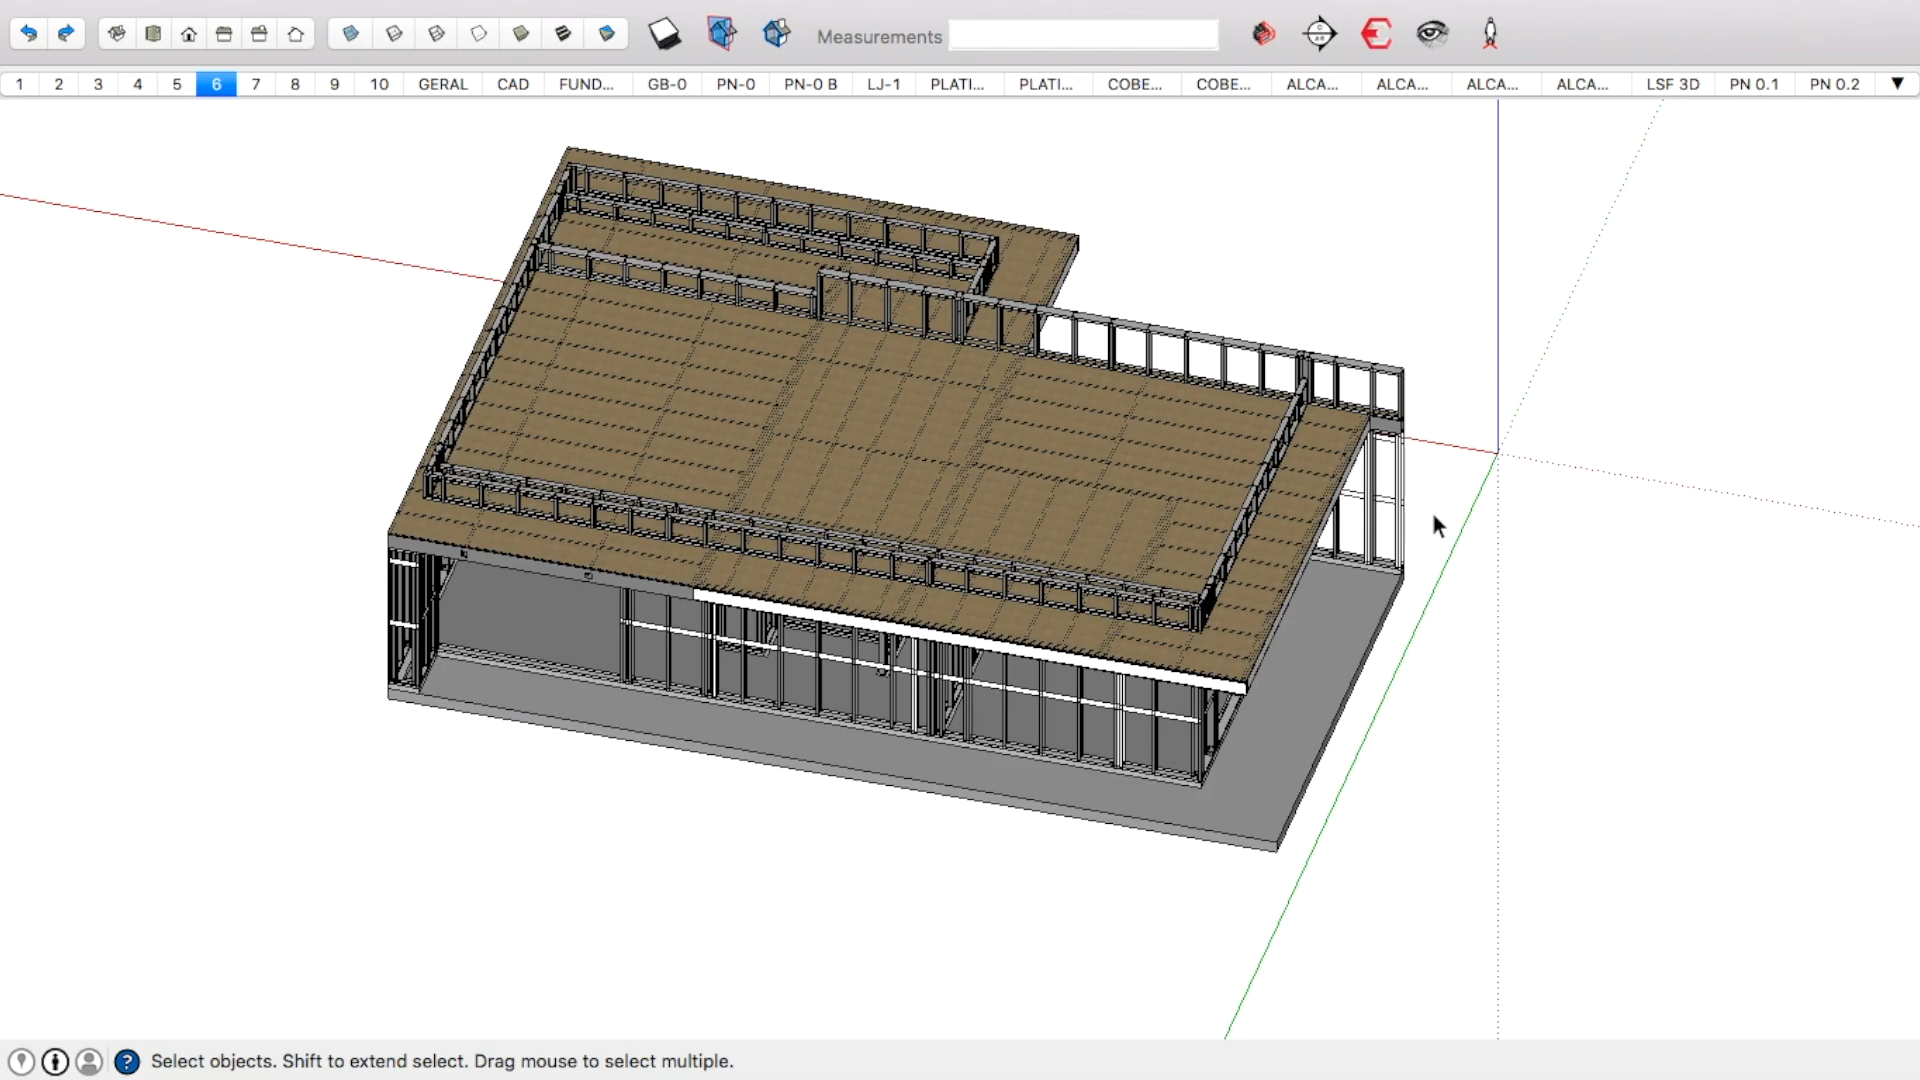 Measurements
1 2 3 4 5 6 7 8 9 10 GERAL CAD FUND... GB-0 PN-0 PN-0 B LJ-1 PLATI... PLATI... COBE... COBE... ALCA... ALCA... ALCA... ALCA... LSF 3D PN 0.1 PN 0.2
Select objects. Shift to extend select. Drag mouse to select multiple.